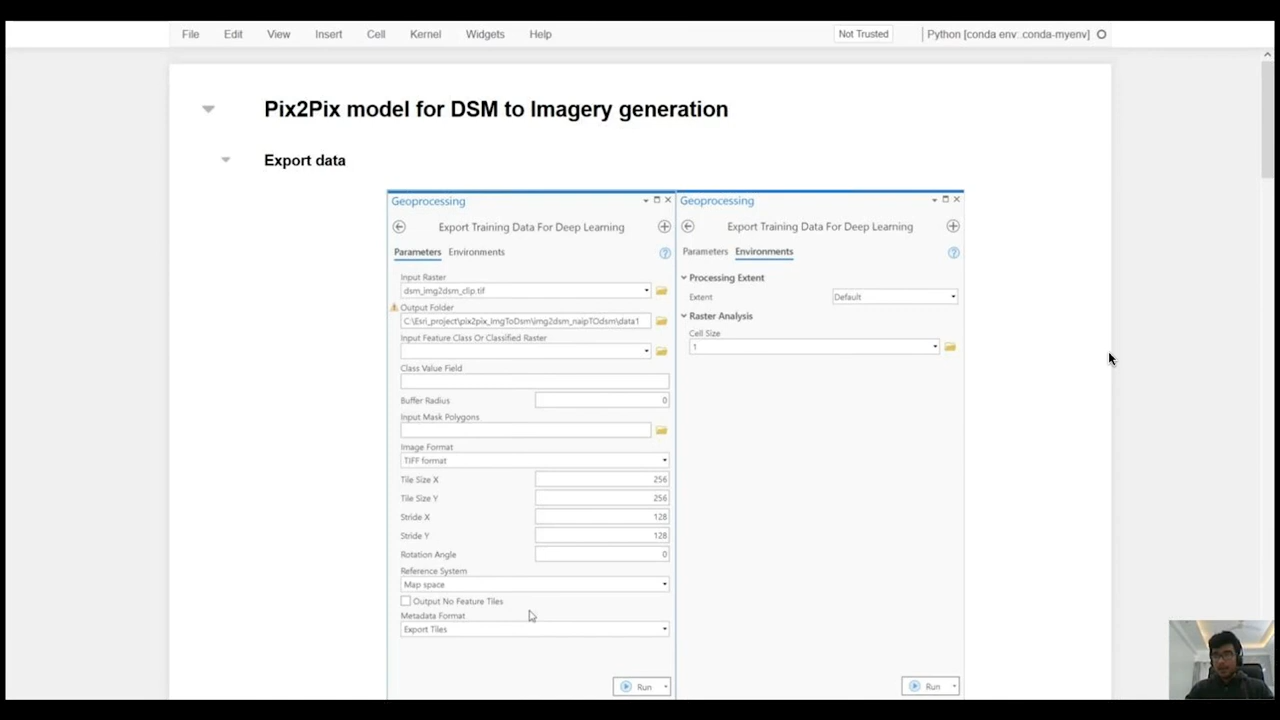 File Edit View Insert Cell Kernel Widgets Help Not Trusted Python [conda env: conda-myenv]
Pix2Pix model for DSM to Imagery generation
Export data
Geoprocessing
Export Training Data For Deep Learning
Parameters Environments
Input Raster
dsm_img2dsm_clip.tif
Output Folder
C:\Esri_project\pix2pix_ImgToDsm\img2dsm_naipTOdsm\data1
Input Feature Class Or Classified Raster
Class Value Field
Buffer Radius 0
Input Mask Polygons
Image Format
TIFF format
Tile Size X 256
Tile Size Y 256
Stride X 128
Stride Y 128
Rotation Angle 0
Reference System
Map space
Output No Feature Tiles
Metadata Format
Export Tiles
Run
Geoprocessing
Export Training Data For Deep Learning
Parameters Environments
Processing Extent
Extent Default
Raster Analysis
Cell Size
1
Run